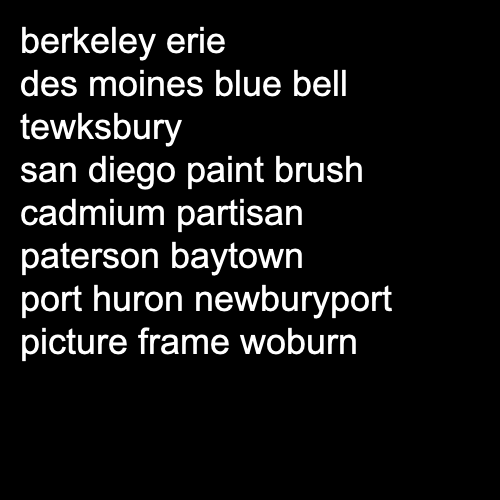 berkeley erie
des moines blue bell
tewksbury
san diego paint brush
cadmium partisan
paterson baytown
port huron newburyport
picture frame woburn